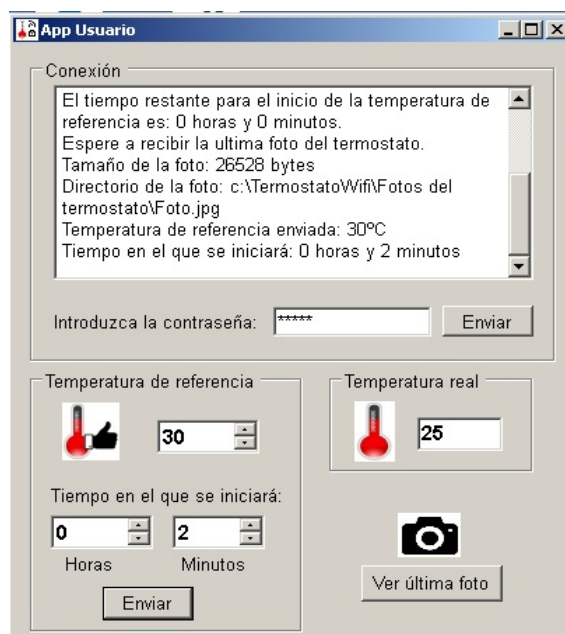 App Usuario
Conexión
El tiempo restante para el inicio de la temperatura de
referencia es: 0 horas y 0 minutos.
Espere a recibir la ultima foto del termostato.
Tamaño de la foto: 26528 bytes
Directorio de la foto: c:\TermostatoWifi\Fotos del
termostato\Foto.jpg
Temperatura de referencia enviada: 30ºC
Tiempo en el que se iniciará: 0 horas y 2 minutos
Introduzca la contraseña: ***** Enviar
Temperatura de referencia
Temperatura real
30
25
Tiempo en el que se iniciará:
0 2
Horas Minutos
Enviar
Ver última foto